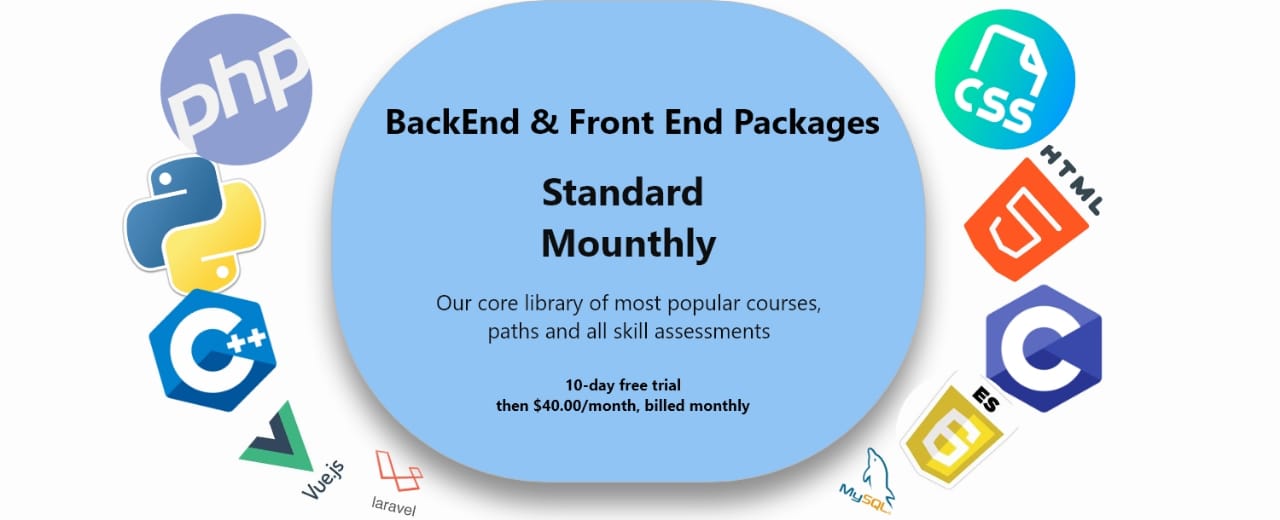 php
CSS
BackEnd & Front End Packages
HTML
Standard
Mounthly
Our core library of most popular courses,
paths and all skill assessments
C++
C
10-day free trial
then $40.00/month, billed monthly
ES
6
Vue.js
laravel
MySQL